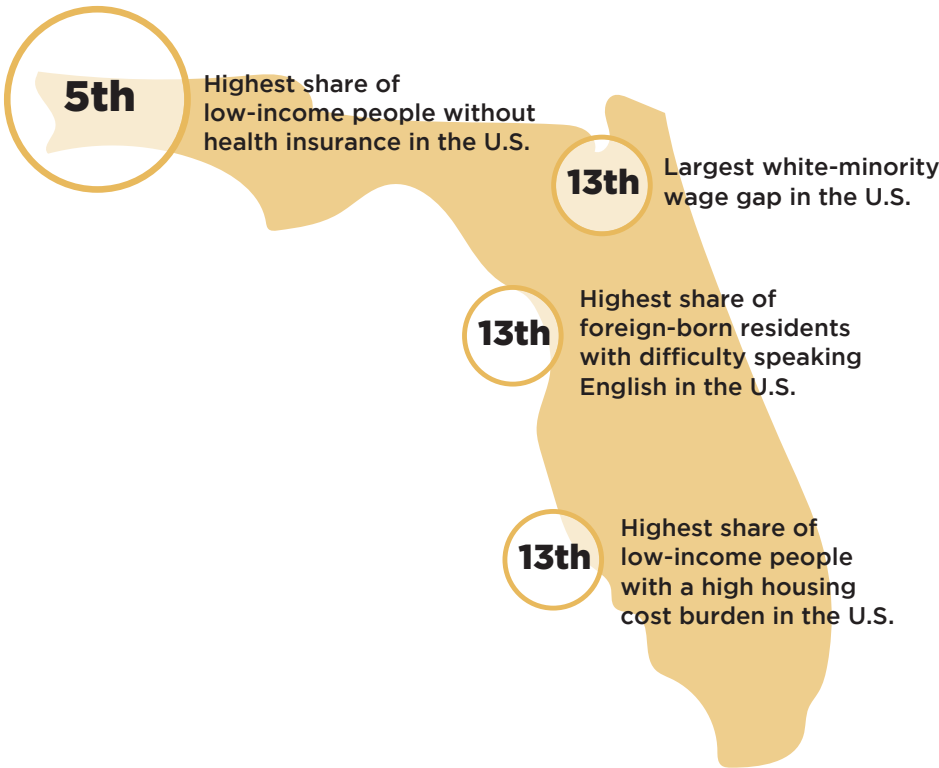 5th
Highest share of
low-income people without
health insurance in the U.S.
13th
Largest white-minority
wage gap in the U.S.
13th
Highest share of
foreign-born residents
with difficulty speaking
English in the U.S.
13th
Highest share of
low-income people
with a high housing
cost burden in the U.S.